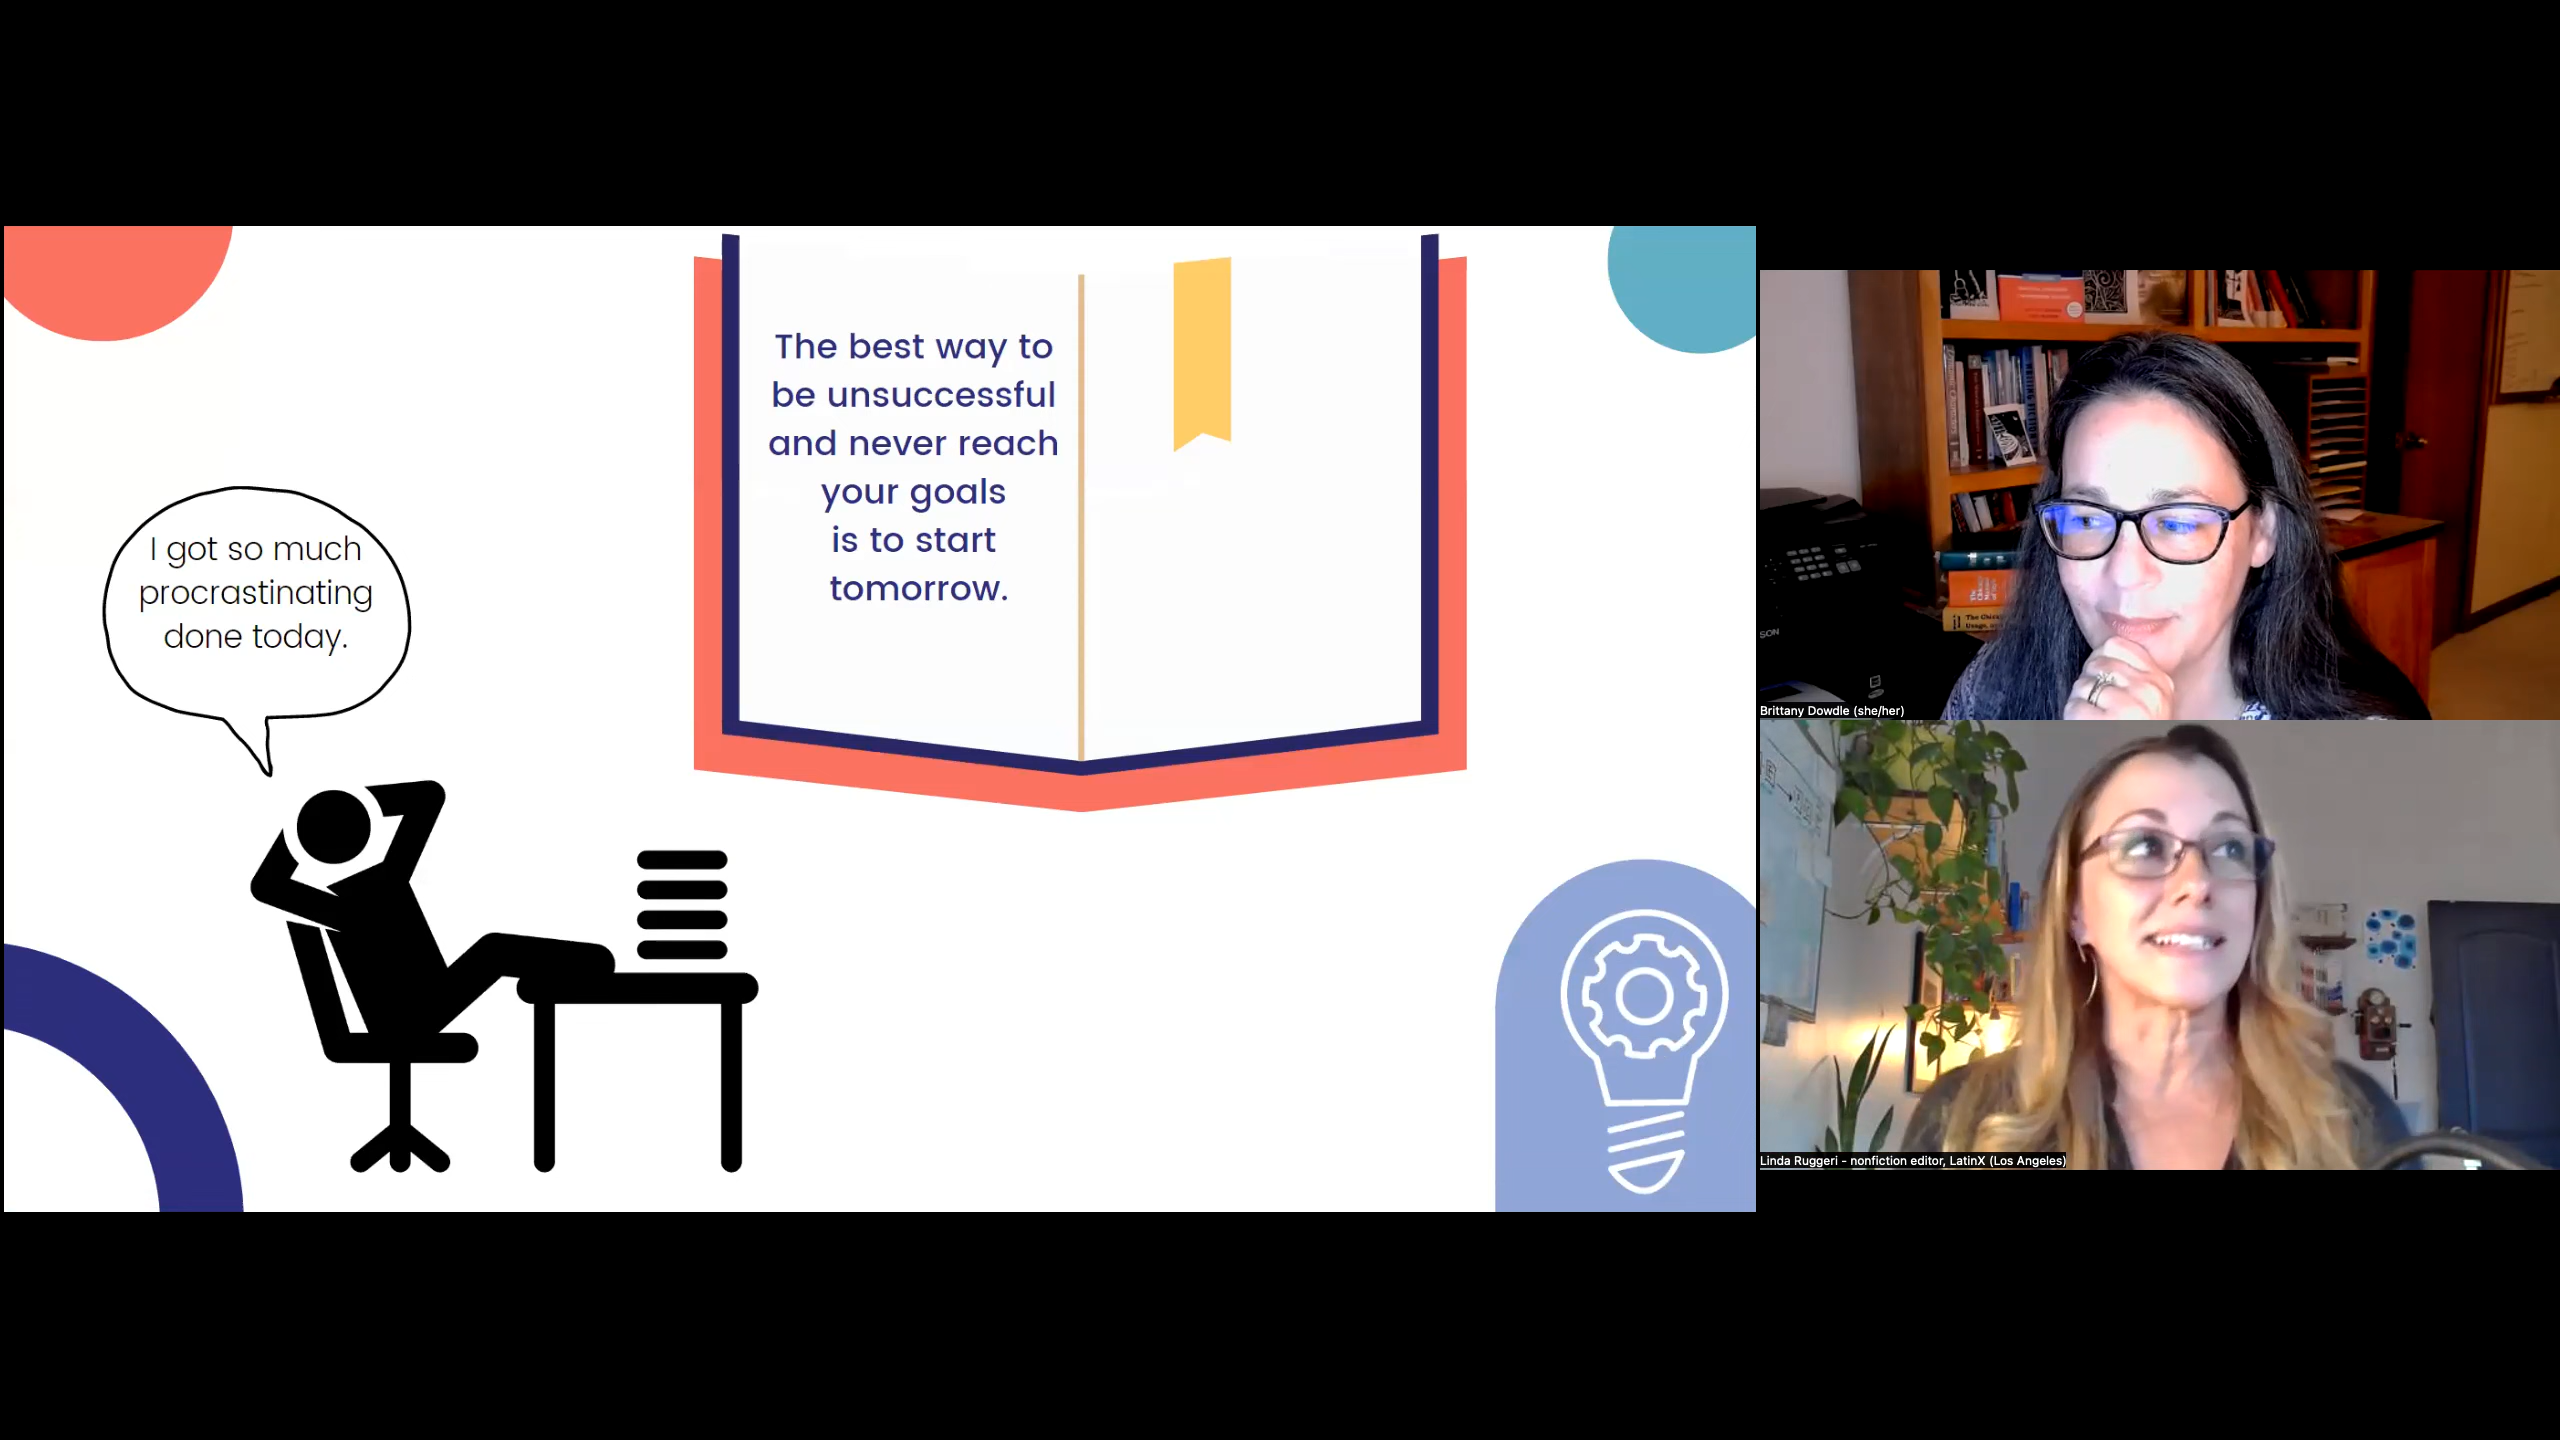 The best way to
be unsuccessful
and never reach
your goals
is to start
tomorrow.
I got so much
procrastinating
done today.
SON
Brittany Dowdle (she/her)
Linda Ruggeri - nonfiction editor, LatinX (Los Angeles)